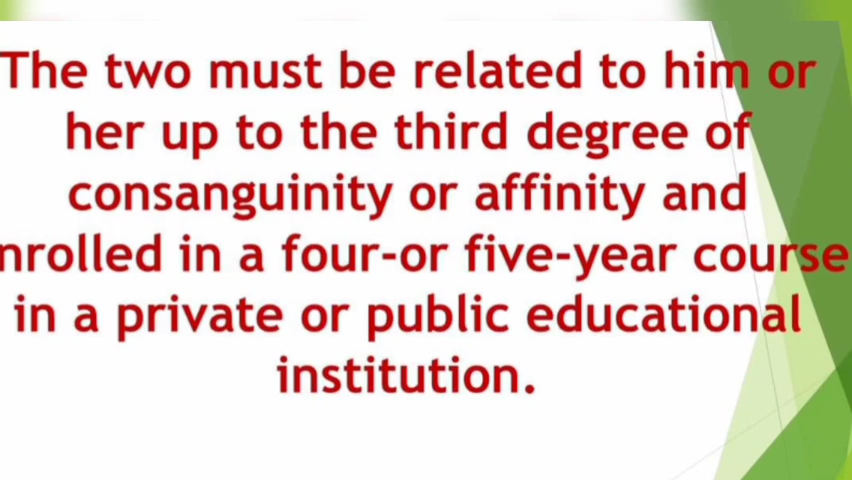 The two must be related to him or
her up to the third degree of
consanguinity or affinity and
nrolled in a four-or five-year course
in a private or public educational
institution.